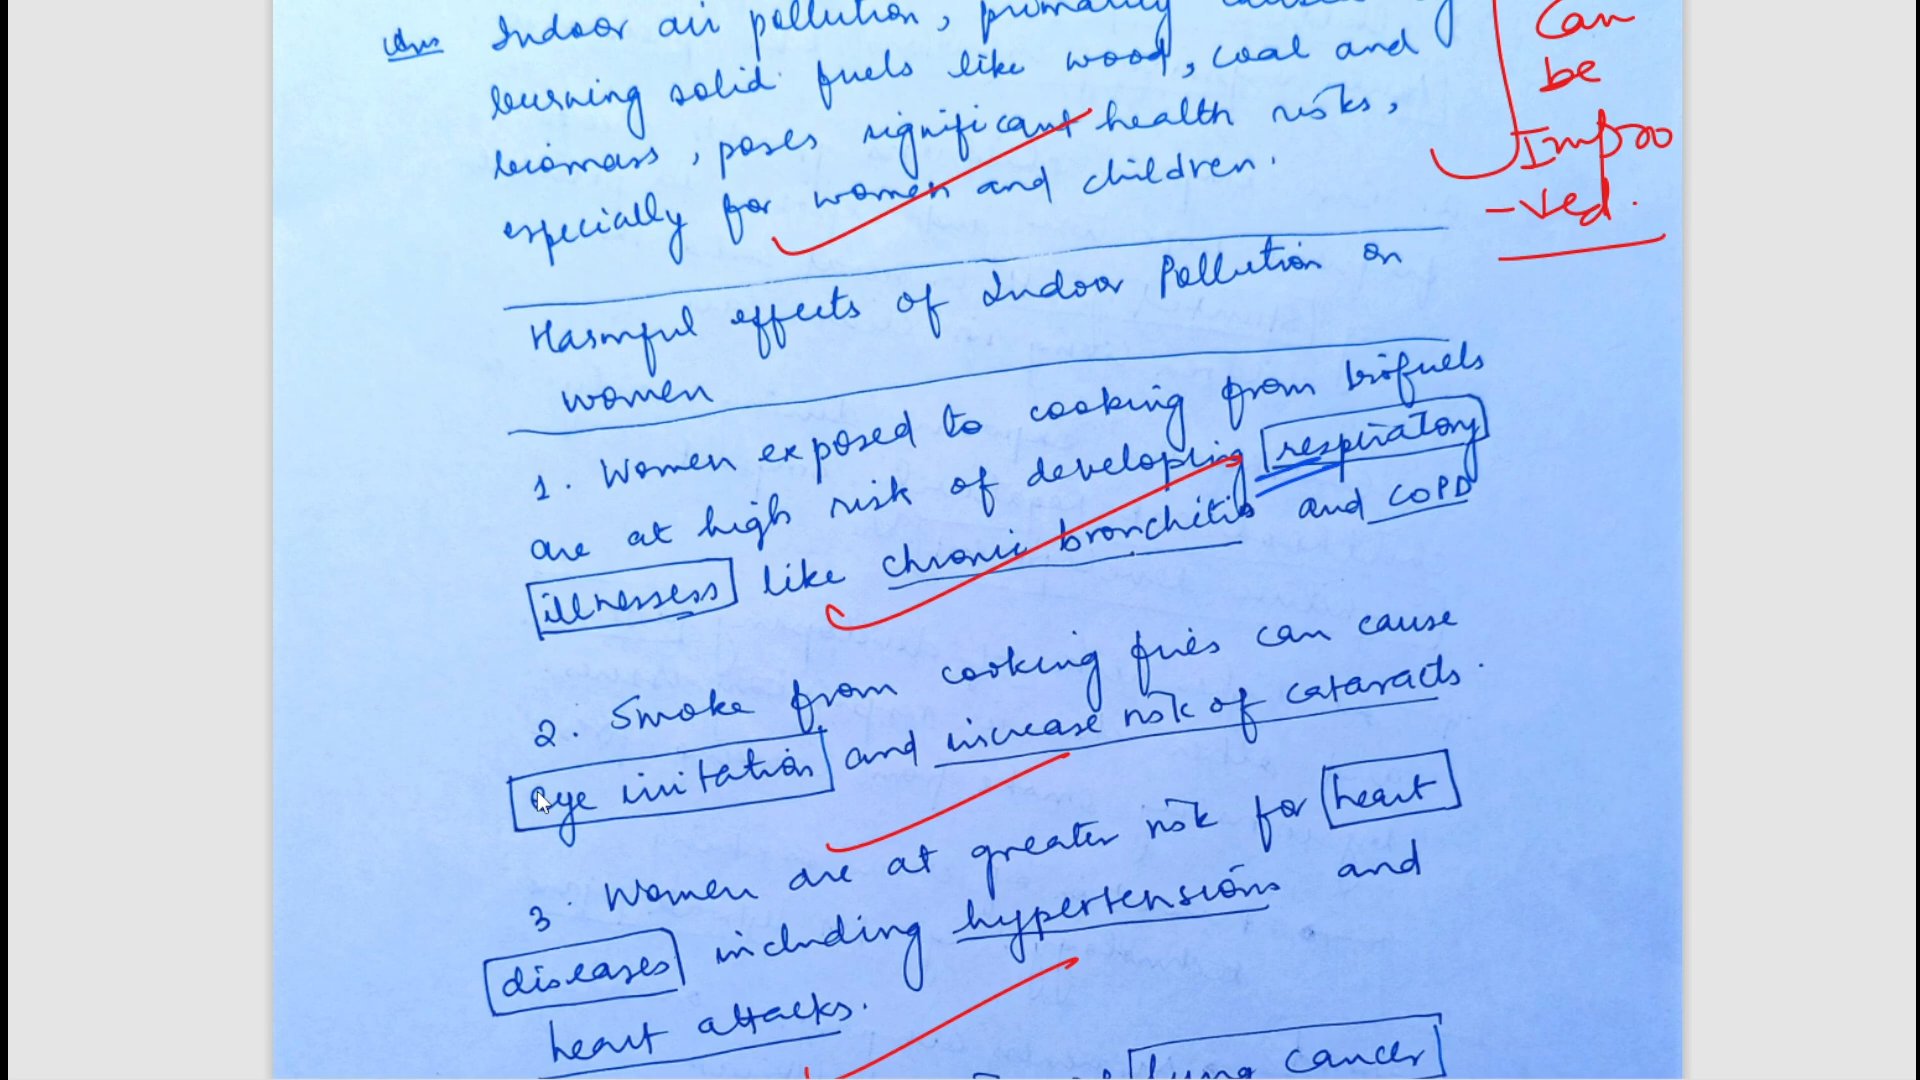 Ans Indoor air pollution, primarily caused by
burning solid fuels like wood, coal and
biomass, poses significant health risks,
especially for women and children.
Can
be
Impro
-ved.
Harmful effects of Indoor Pollution on
women
1. Women exposed to cooking from biofuels
are at high risk of developing respiratory
illnessess like chronic bronchitis and COPD
2. Smoke from cooking fires can cause
eye irritation and increase risk of cataracts.
3. Women are at greater risk for heart
diseases including hypertensions and
heart attacks.
lung cancer